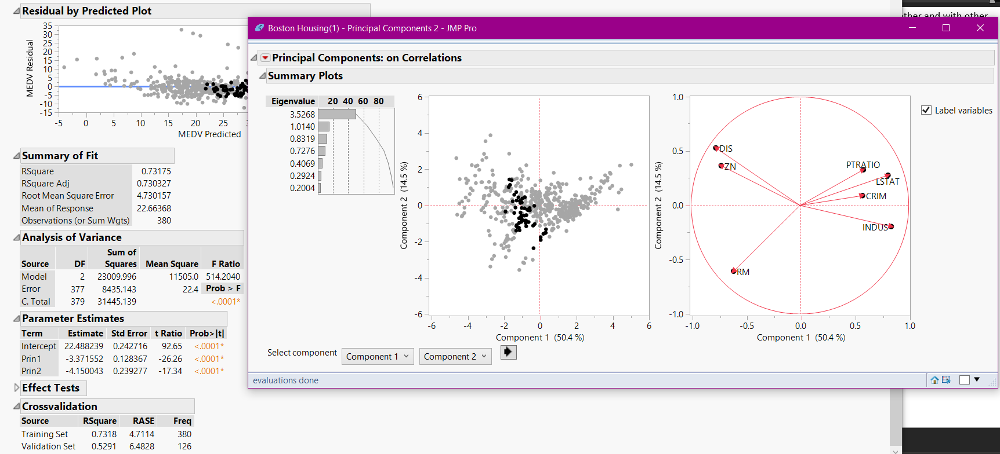 Residual by Predicted Plot
MEDV Residual
35
30
25
20
15
10
5
0
-5
-10
-15
-5 0 5 10 15 20 25
MEDV Predicted
Summary of Fit
RSquare 0.73175
RSquare Adj 0.730327
Root Mean Square Error 4.730157
Mean of Response 22.66368
Observations (or Sum Wgts) 380
Analysis of Variance
Source DF Sum of Squares Mean Square F Ratio
Model 2 23009.996 11505.0 514.2040
Error 377 8435.143 22.4 Prob > F
C. Total 379 31445.139 <.0001*
Parameter Estimates
Term Estimate Std Error t Ratio Prob>|t|
Intercept 22.488239 0.242716 92.65 <.0001*
Prin1 -3.371552 0.128367 -26.26 <.0001*
Prin2 -4.150043 0.239277 -17.34 <.0001*
Effect Tests
Crossvalidation
Source RSquare RASE Freq
Training Set 0.7318 4.7114 380
Validation Set 0.5291 6.4828 126
other and with other
Boston Housing(1) - Principal Components 2 - JMP Pro
Principal Components: on Correlations
Summary Plots
Eigenvalue 20 40 60 80
3.5268
1.0140
0.8319
0.7276
0.4069
0.2924
0.2004
Component 2 (14.5 %)
6
4
2
0
-2
-4
-6
-6 -4 -2 0 2 4 6
Component 1 (50.4 %)
Component 2 (14.5 %)
1.0
0.5
0.0
-0.5
-1.0
DIS
ZN
PTRATIO
LSTAT
CRIM
INDUS
RM
-1.0 -0.5 0.0 0.5 1.0
Component 1 (50.4 %)
Label variables
Select component Component 1 Component 2
evaluations done